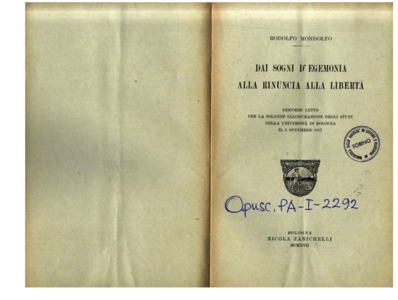 RODOLFO MONDOLFO
DAI SOGNI D'EGEMONIA
ALLA RINUNCIA ALLA LIBERTÀ
DISCORSO LETTO
PER LA SOLENNE INAUGURAZIONE DEGLI STUDI
NELLA UNIVERSITÀ DI BOLOGNA
IL 5 NOVEMBRE 1917
TORINO
Opusc. PA-I-2292
BOLOGNA
NICOLA ZANICHELLI
MCMXVII